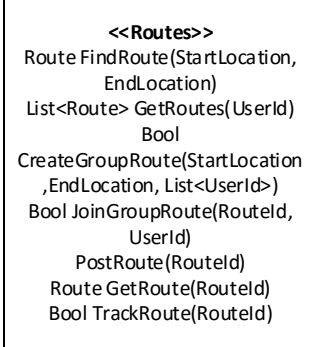 <<Routes>>
Route FindRoute(StartLocation,
EndLocation)
List<Route> GetRoutes(UserId)
Bool
CreateGroupRoute(StartLocation
,EndLocation, List<UserId>)
Bool JoinGroupRoute(RouteId,
UserId)
PostRoute(RouteId)
Route GetRoute(RouteId)
Bool TrackRoute(RouteId)